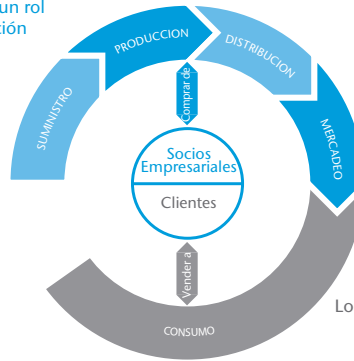 un rol
ción
PRODUCCION
DISTRIBUCION
SUMINISTRO
MERCADEO
Comprar de
Socios
Empresariales
Clientes
Vender a
Lo
CONSUMO